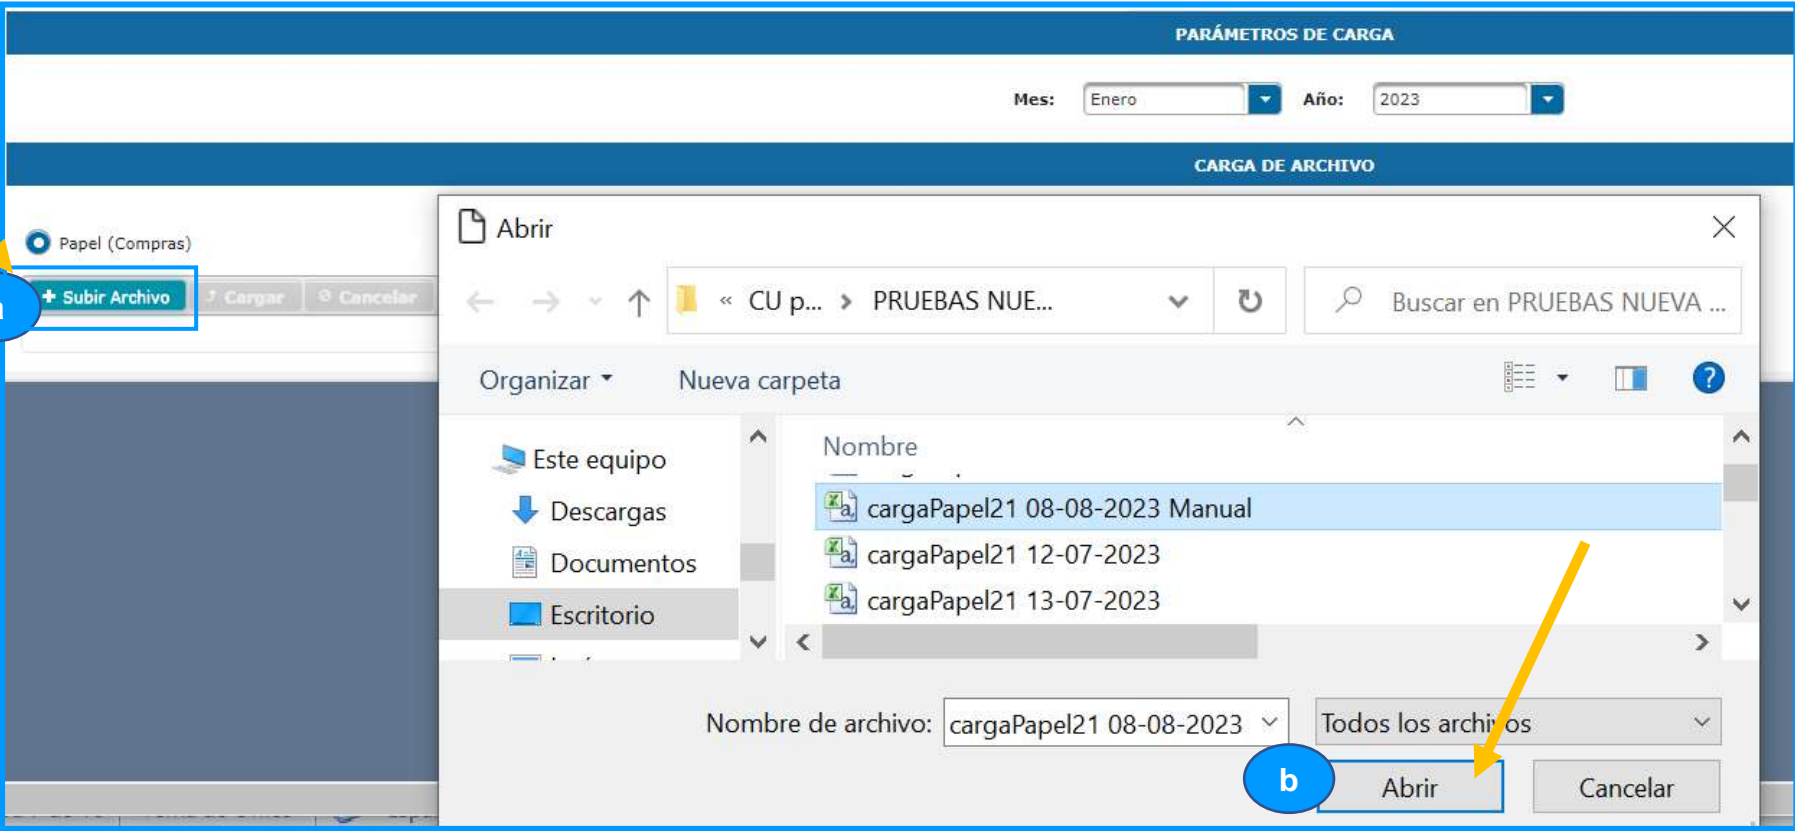 PARÁMETROS DE CARGA
Mes: Enero Año: 2023
CARGA DE ARCHIVO
Papel (Compras)
a
+ Subir Archivo Cargar Cancelar
Abrir
« CU p... > PRUEBAS NUE... Buscar en PRUEBAS NUEVA ...
Organizar Nueva carpeta
Nombre
Este equipo
Descargas
Documentos
Escritorio
cargaPapel21 08-08-2023 Manual
cargaPapel21 12-07-2023
cargaPapel21 13-07-2023
Nombre de archivo: cargaPapel21 08-08-2023 Todos los archivos
b Abrir Cancelar